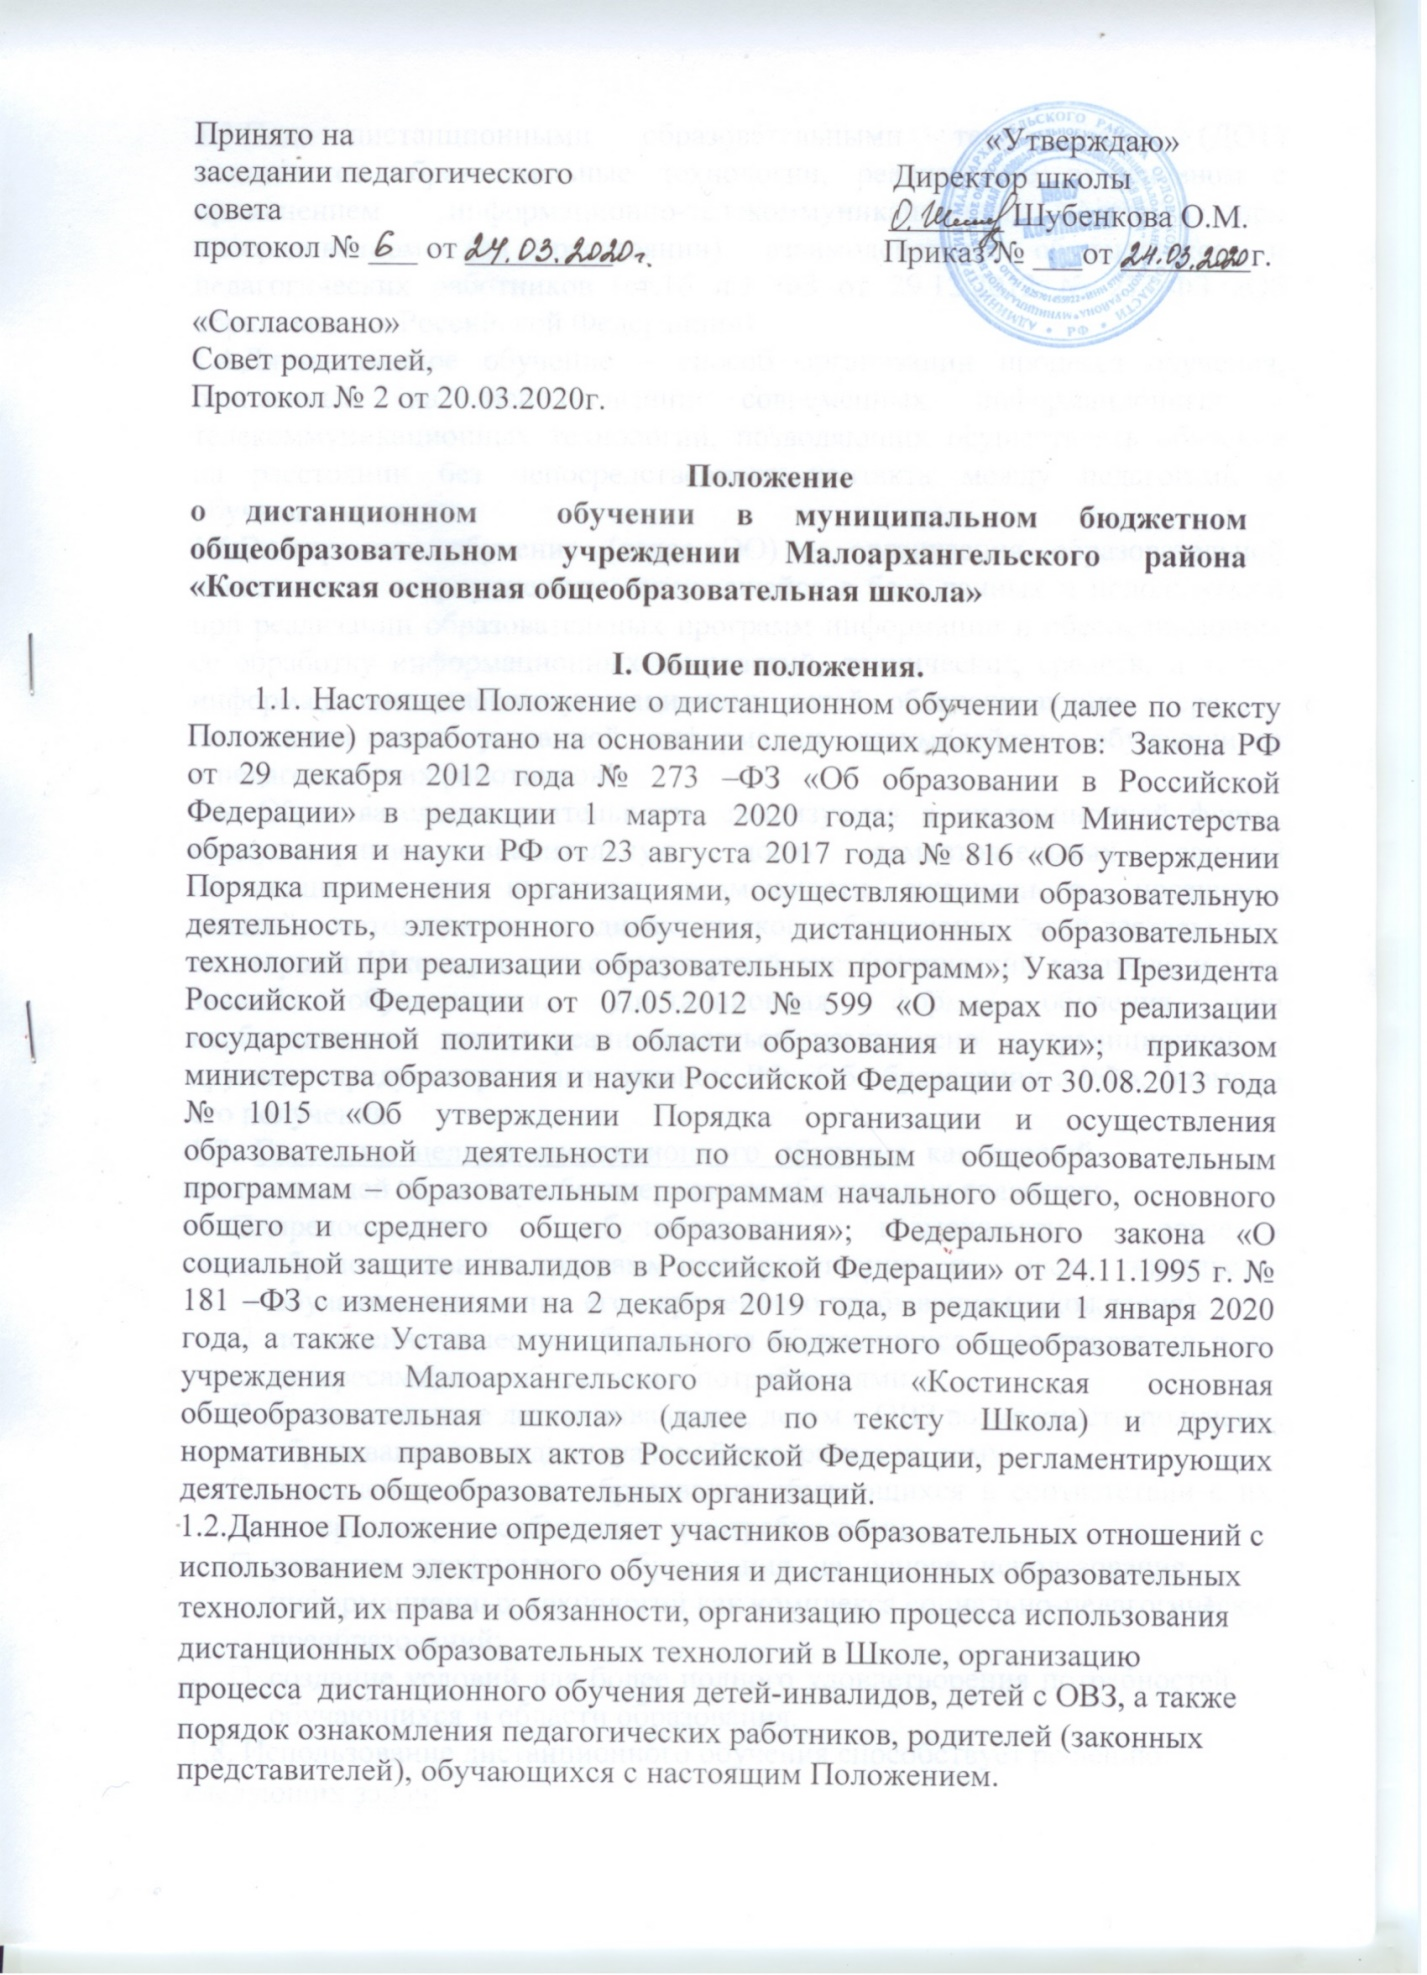 Принято на
заседании педагогического
совета
протокол № 6 от 24.03.2020г.
«Утверждаю»
Директор школы
Шубенкова О.М.
Приказ № ___ от 24.03.2020г.
«Согласовано»
Совет родителей,
Протокол № 2 от 20.03.2020г.
Положение
о дистанционном обучении в муниципальном бюджетном
общеобразовательном учреждении Малоархангельского района
«Костинская основная общеобразовательная школа»
I. Общие положения.
1.1. Настоящее Положение о дистанционном обучении (далее по тексту
Положение) разработано на основании следующих документов: Закона РФ
от 29 декабря 2012 года № 273 –ФЗ «Об образовании в Российской
Федерации» в редакции 1 марта 2020 года; приказом Министерства
образования и науки РФ от 23 августа 2017 года № 816 «Об утверждении
Порядка применения организациями, осуществляющими образовательную
деятельность, электронного обучения, дистанционных образовательных
технологий при реализации образовательных программ»; Указа Президента
Российской Федерации от 07.05.2012 № 599 «О мерах по реализации
государственной политики в области образования и науки»; приказом
министерства образования и науки Российской Федерации от 30.08.2013 года
№ 1015 «Об утверждении Порядка организации и осуществления
образовательной деятельности по основным общеобразовательным
программам – образовательным программам начального общего, основного
общего и среднего общего образования»; Федерального закона «О
социальной защите инвалидов в Российской Федерации» от 24.11.1995 г. №
181 –ФЗ с изменениями на 2 декабря 2019 года, в редакции 1 января 2020
года, а также Устава муниципального бюджетного общеобразовательного
учреждения Малоархангельского района «Костинская основная
общеобразовательная школа» (далее по тексту Школа) и других
нормативных правовых актов Российской Федерации, регламентирующих
деятельность общеобразовательных организаций.
1.2.Данное Положение определяет участников образовательных отношений с
использованием электронного обучения и дистанционных образовательных
технологий, их права и обязанности, организацию процесса использования
дистанционных образовательных технологий в Школе, организацию
процесса дистанционного обучения детей-инвалидов, детей с ОВЗ, а также
порядок ознакомления педагогических работников, родителей (законных
представителей), обучающихся с настоящим Положением.